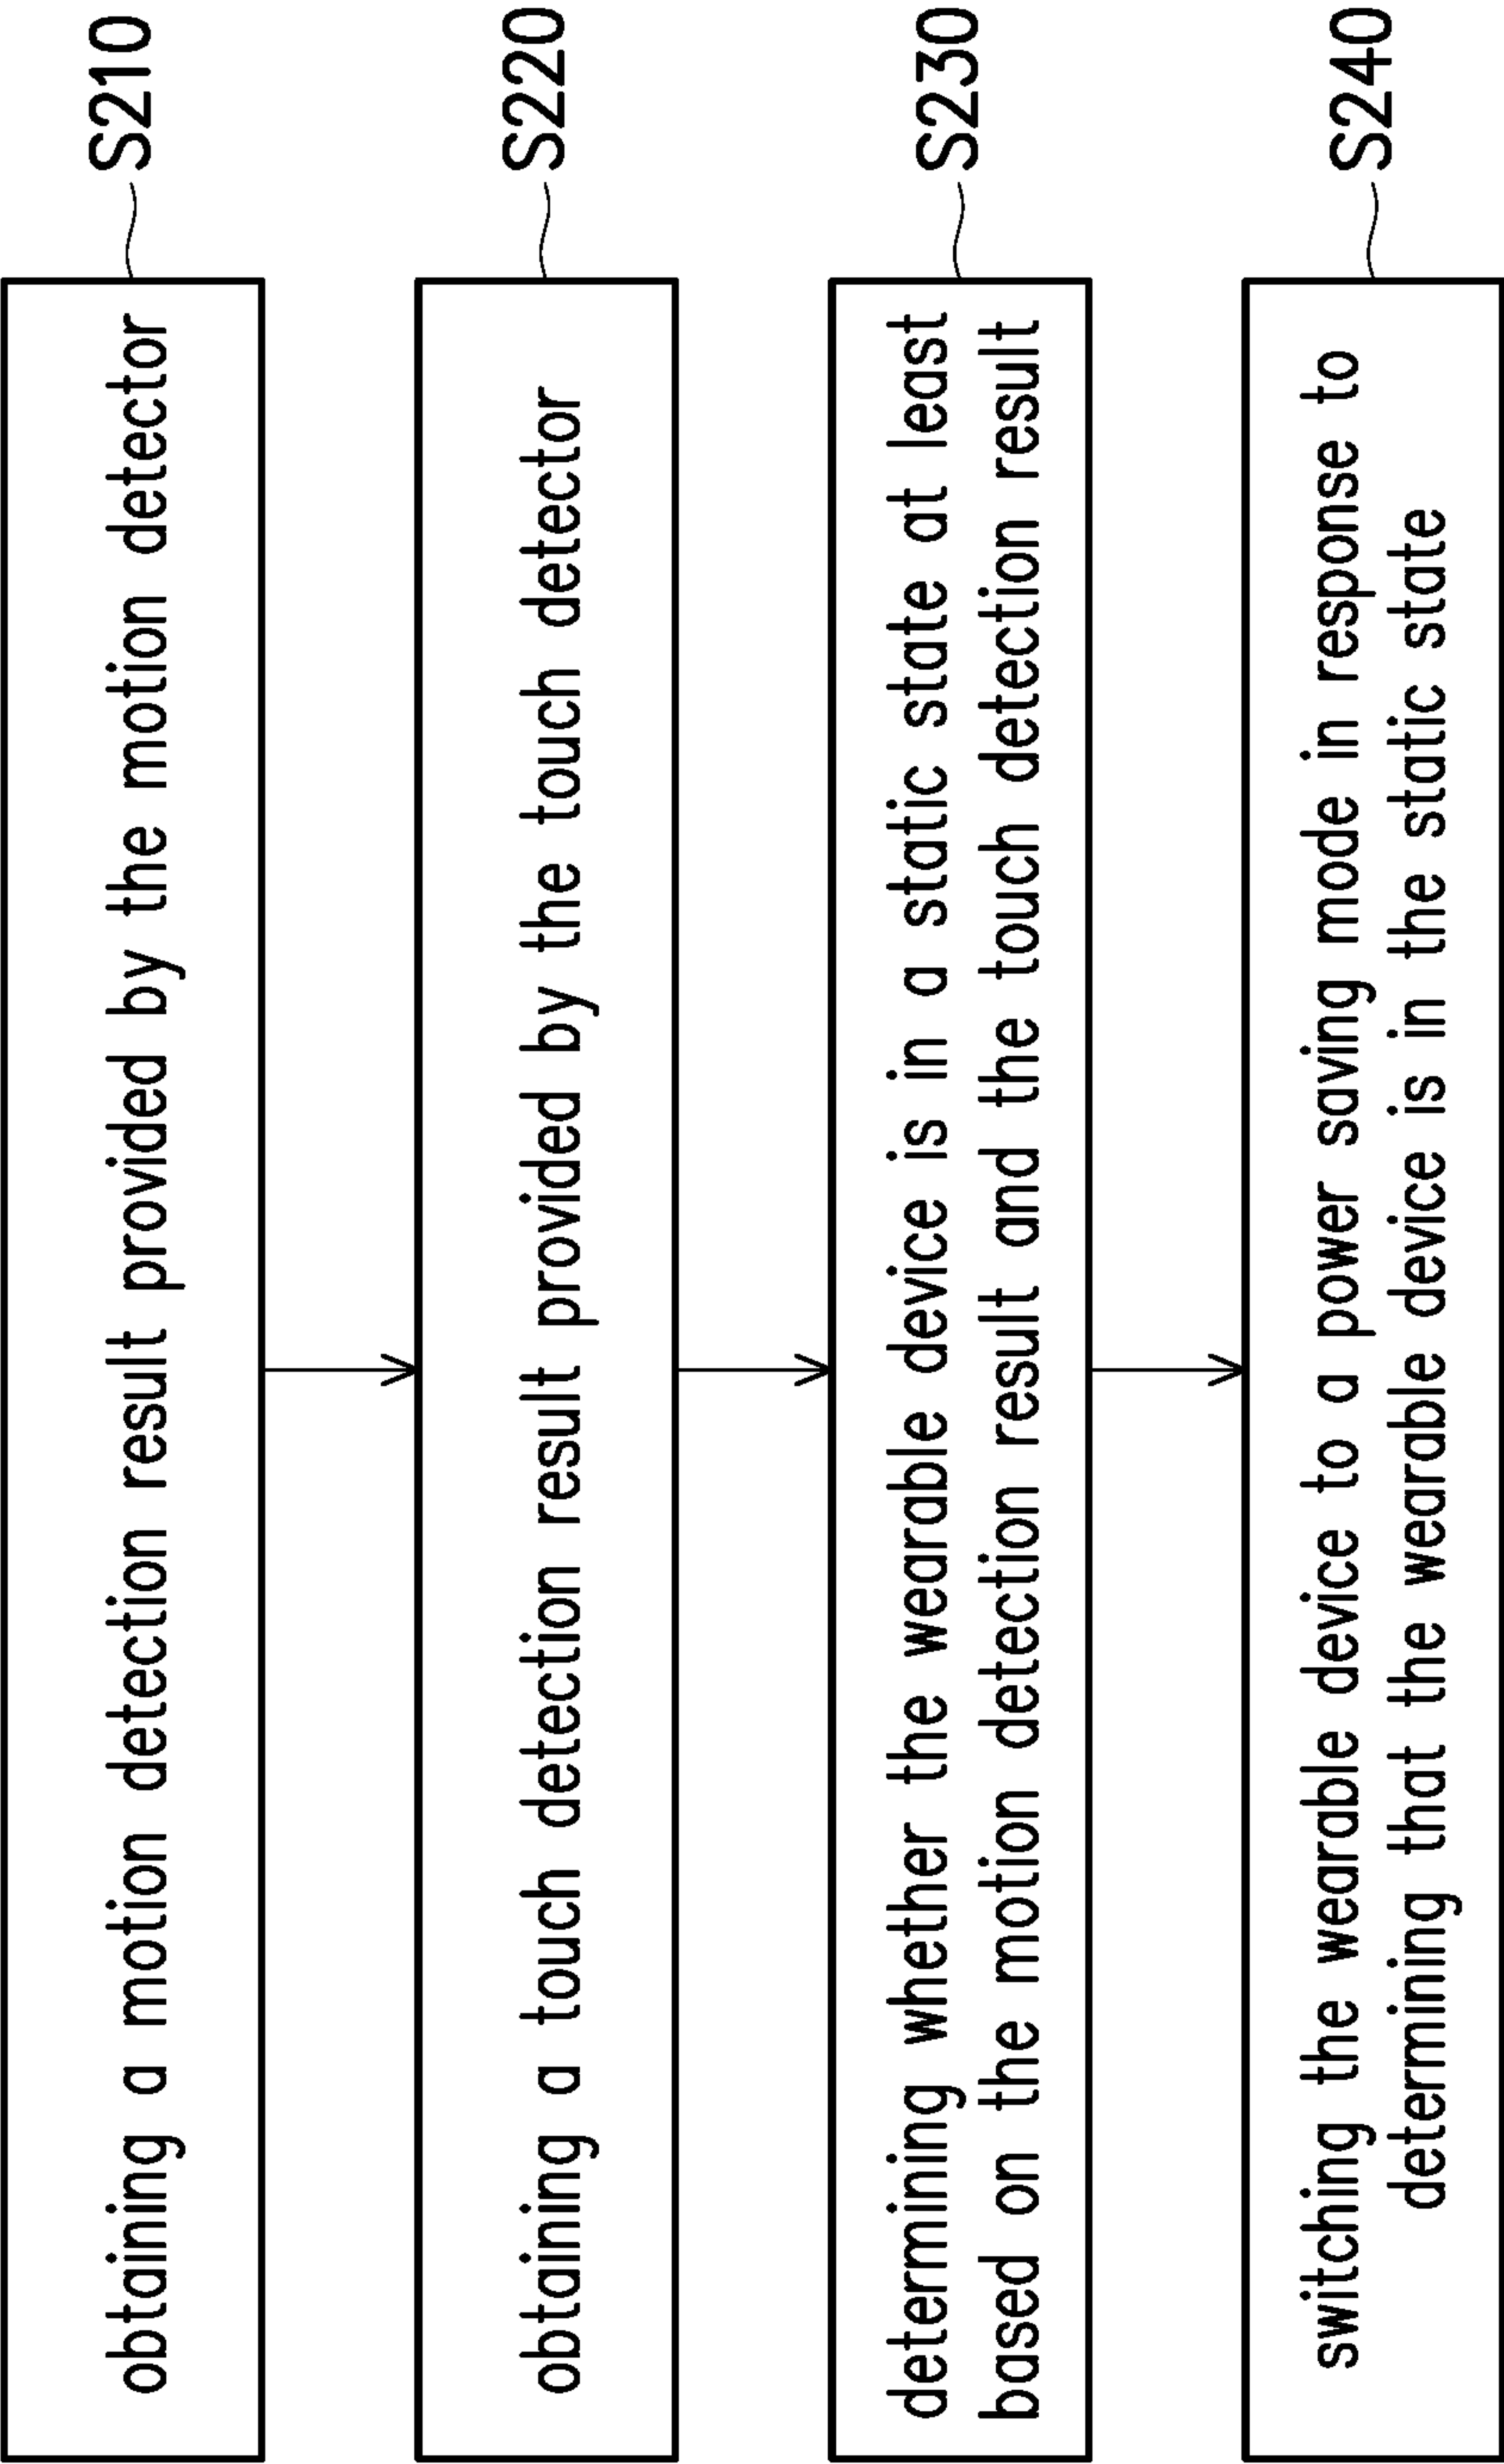 obtaining a motion detection result provided by the motion detector
S210
obtaining a touch detection result provided by the touch detector
S220
determining whether the wearable device is in a static state at least
based on the motion detection result and the touch detection result
S230
switching the wearable device to a power saving mode in response to
determining that the wearable device is in the static state
S240